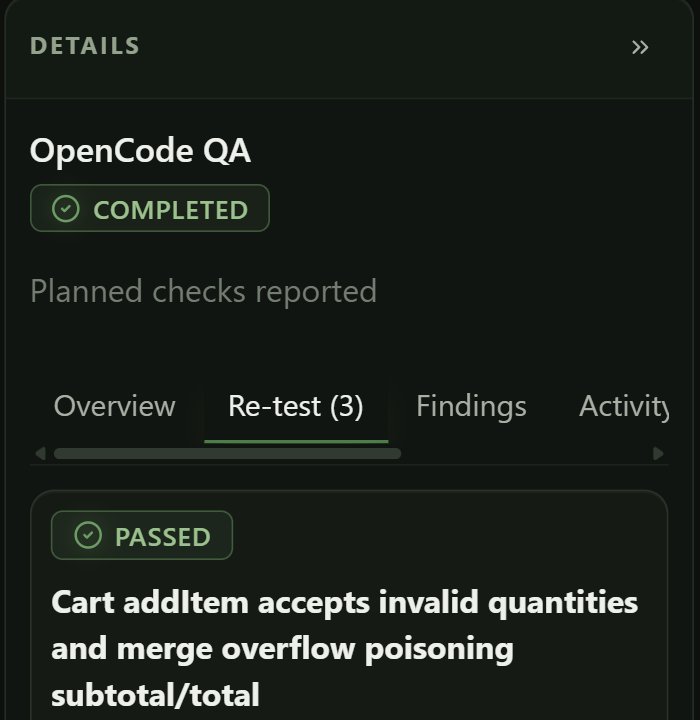 DETAILS
OpenCode QA
COMPLETED
Planned checks reported
Overview Re-test (3) Findings Activity
PASSED
Cart addItem accepts invalid quantities
and merge overflow poisoning
subtotal/total